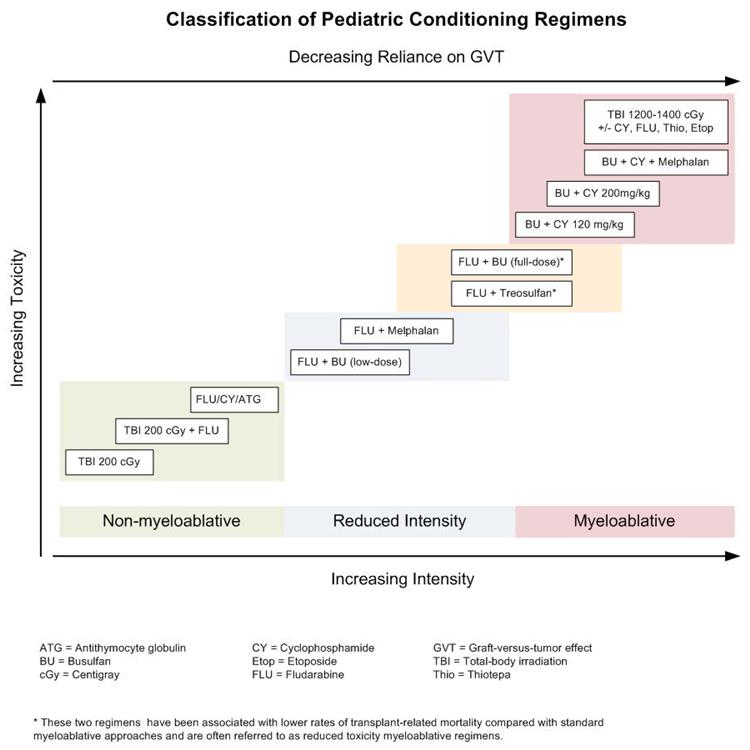 Classification of Pediatric Conditioning Regimens
Decreasing Reliance on GVT
Increasing Toxicity
TBI 1200-1400 cGy
+/- CY, FLU, Thio, Etop
BU + CY + Melphalan
BU + CY 200mg/kg
BU + CY 120 mg/kg
FLU + BU (full-dose)*
FLU + Treosulfan*
FLU + Melphalan
FLU + BU (low-dose)
FLU/CY/ATG
TBI 200 cGy + FLU
TBI 200 cGy
Non-myeloablative
Reduced Intensity
Myeloablative
Increasing Intensity
ATG = Antithymocyte globulin
BU = Busulfan
cGy = Centigray
CY = Cyclophosphamide
Etop = Etoposide
FLU = Fludarabine
GVT = Graft-versus-tumor effect
TBI = Total-body irradiation
Thio = Thiotepa
* These two regimens have been associated with lower rates of transplant-related mortality compared with standard
myeloablative approaches and are often referred to as reduced toxicity myeloablative regimens.